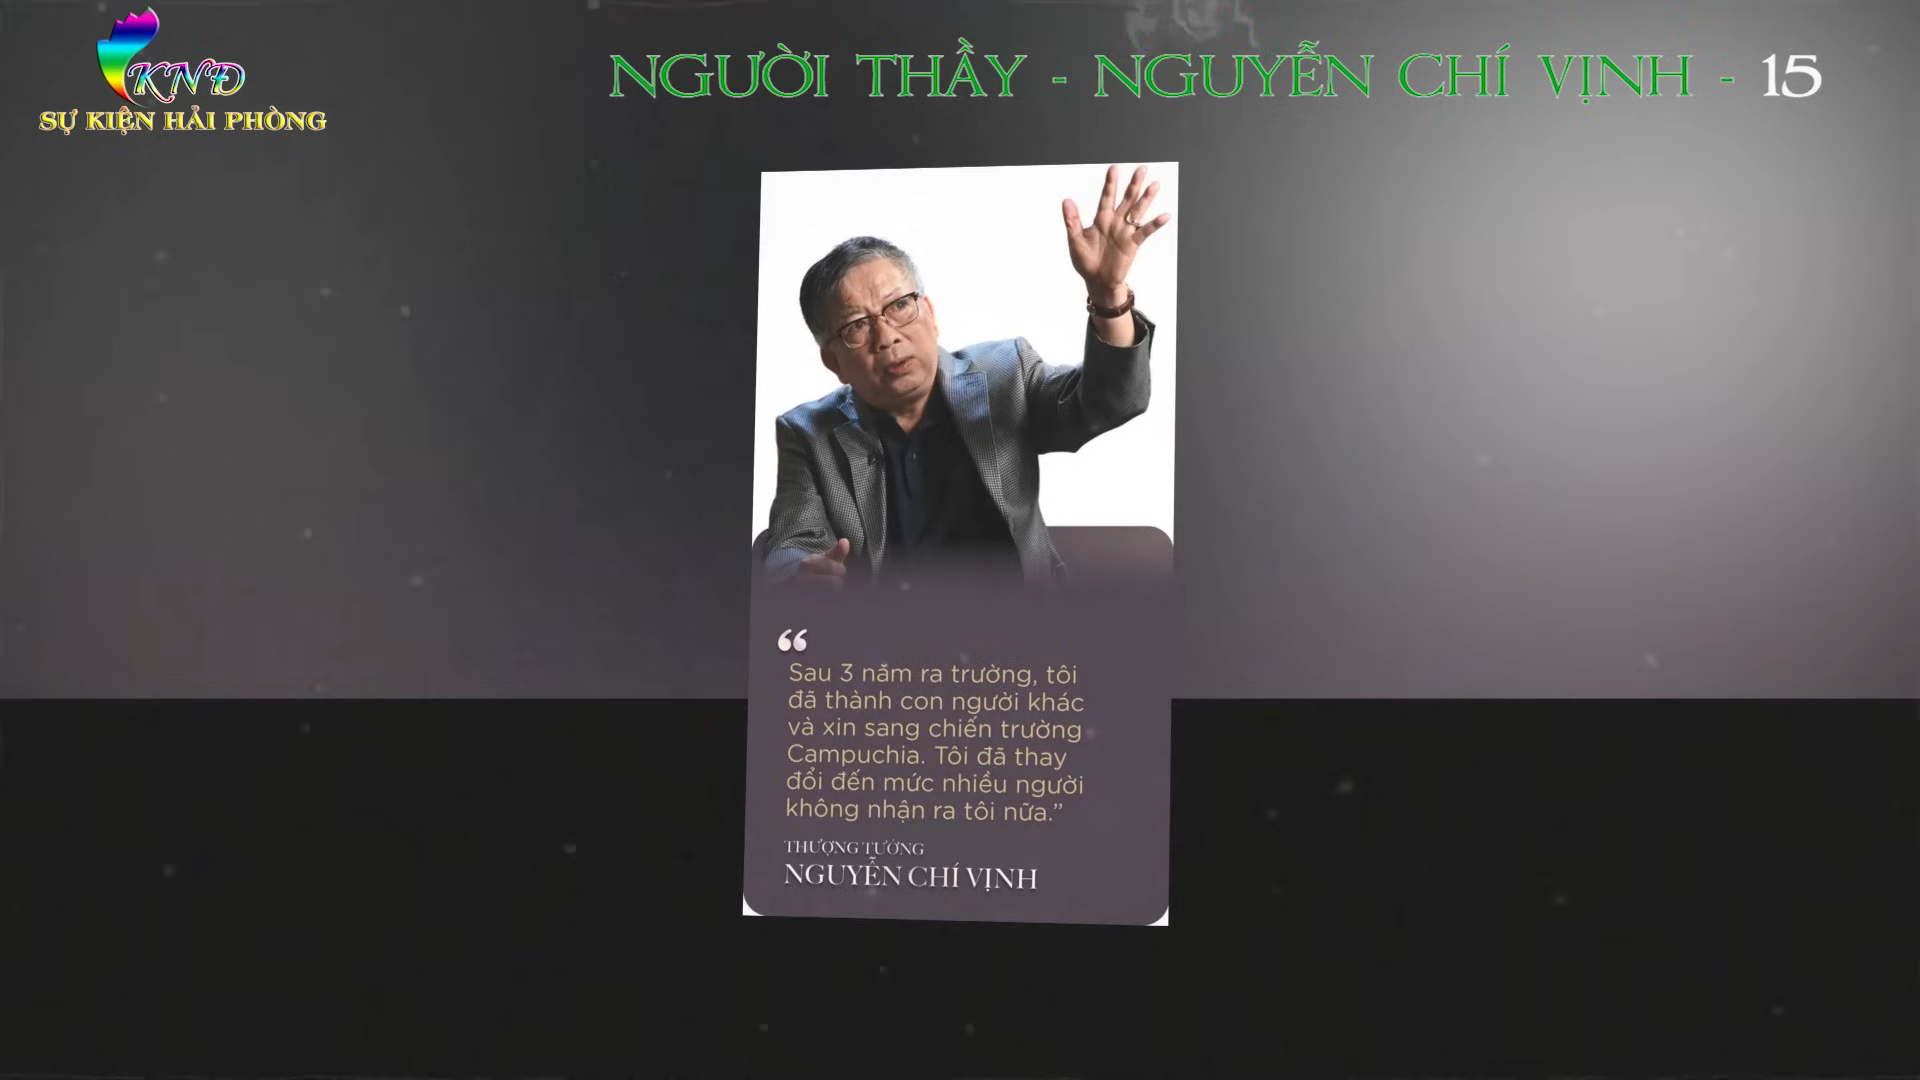 KNĐ
SỰ KIỆN HẢI PHÒNG
NGƯỜI THẦY - NGUYỄN CHÍ VỊNH - 15
“
Sau 3 năm ra trường, tôi
đã thành con người khác
và xin sang chiến trường
Campuchia. Tôi đã thay
đổi đến mức nhiều người
không nhận ra tôi nữa.”
THƯỢNG TƯỚNG
NGUYỄN CHÍ VỊNH